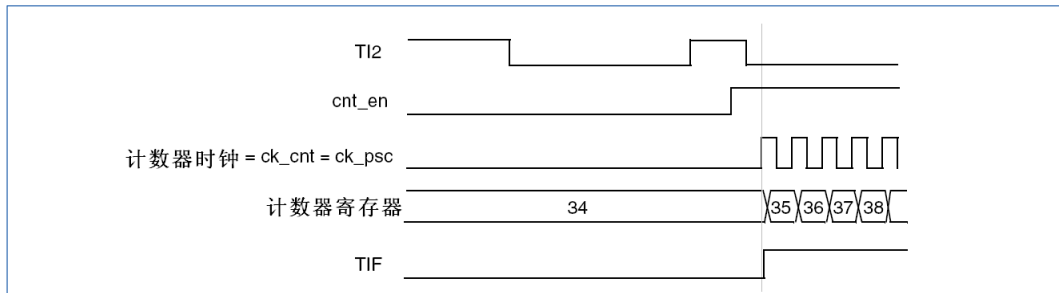 TI2
cnt_en
计数器时钟 = ck_cnt = ck_psc
计数器寄存器 34 35 36 37 38
TIF